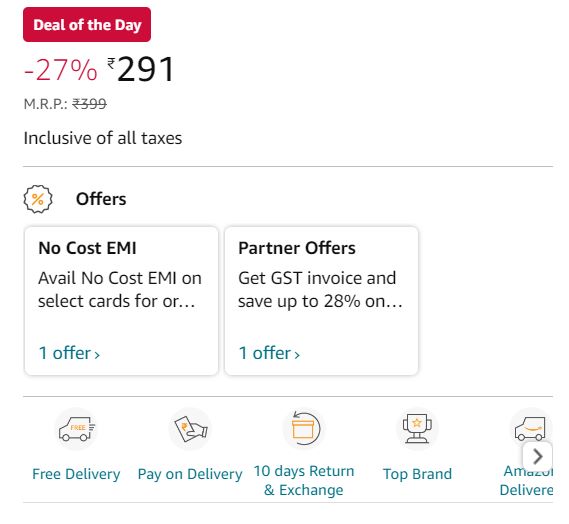 Deal of the Day
-27% ₹291
M.R.P.: ₹399
Inclusive of all taxes
% Offers
No Cost EMI
Avail No Cost EMI on
select cards for or...
1 offer ›
Partner Offers
Get GST invoice and
save up to 28% on...
1 offer ›
FREE
₹
Free Delivery
Pay on Delivery
10 days Return
& Exchange
Top Brand
Delivere